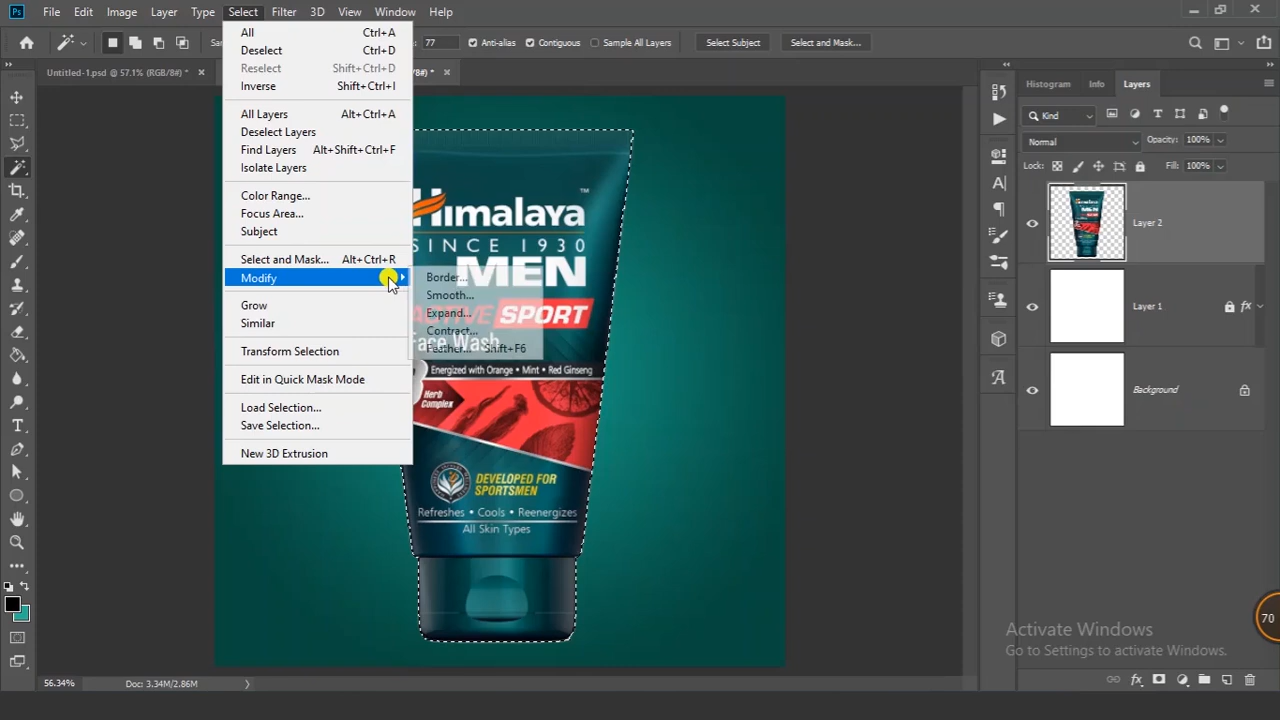 Ps File Edit Image Layer Type Select Filter 3D View Window Help
77 Anti-alias Contiguous Sample All Layers Select Subject Select and Mask...
Untitled-1.psd @ 57.1% (RGB/8#) * × /8#) * ×
All Ctrl+A
Deselect Ctrl+D
Reselect Shift+Ctrl+D
Inverse Shift+Ctrl+I
All Layers Alt+Ctrl+A
Deselect Layers
Find Layers Alt+Shift+Ctrl+F
Isolate Layers
Color Range...
Focus Area...
Subject
Select and Mask... Alt+Ctrl+R
Modify
Grow
Similar
Transform Selection
Edit in Quick Mask Mode
Load Selection...
Save Selection...
New 3D Extrusion
Border...
Smooth...
Expand...
Contract...
Feather... Shift+F6
Himalaya ™
SINCE 1930
MEN
ACTIVE SPORT
Face Wash
Energized with Orange • Mint • Red Ginseng
Herb
Complex
DEVELOPED FOR
SPORTSMEN
Refreshes • Cools • Reenergizes
All Skin Types
Histogram Info Layers
Kind
Normal Opacity: 100%
Lock: Fill: 100%
Layer 2
Layer 1 fx
Background
70
Activate Windows
Go to Settings to activate Windows.
56.34% Doc: 3.34M/2.86M
fx